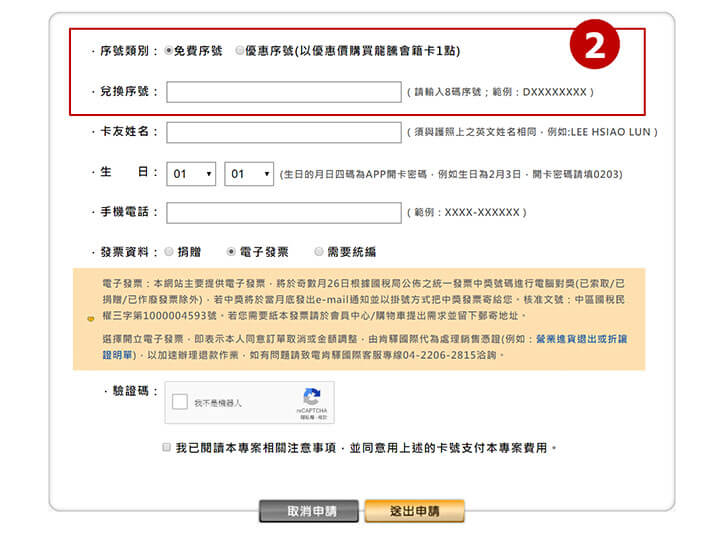 2
．序號類別：免費序號 優惠序號(以優惠價購買龍騰會籍卡1點)
．兌換序號： （請輸入8碼序號；範例：DXXXXXXXX）
．卡友姓名： （須與護照上之英文姓名相同，例如:LEE HSIAO LUN）
．生 日： 01 01 (生日的月日四碼為APP開卡密碼，例如生日為2月3日，開卡密碼請填0203)
．手機電話： （範例：XXXX-XXXXXX）
．發票資料： 捐贈 電子發票 需要統編
電子發票：本網站主要提供電子發票，將於奇數月26日根據國稅局公佈之統一發票中獎號碼進行電腦對獎(已索取/已
捐贈/已作廢發票除外)，若中獎將於當月底發出e-mail通知並以掛號方式把中獎發票寄給您。核准文號：中區國稅民
權三字第1000004593號。若您需要紙本發票請於會員中心/購物車提出需求並留下郵寄地址。
選擇開立電子發票，即表示本人同意訂單取消或金額調整，由肯驛國際代為處理銷售憑證(例如：營業進貨退出或折讓
證明單)，以加速辦理退款作業，如有問題請致電肯驛國際客服專線04-2206-2815洽詢。
．驗證碼： 我不是機器人
reCAPTCHA
隱私權 - 條款
我已閱讀本專案相關注意事項，並同意用上述的卡號支付本專案費用。
取消申請 送出申請